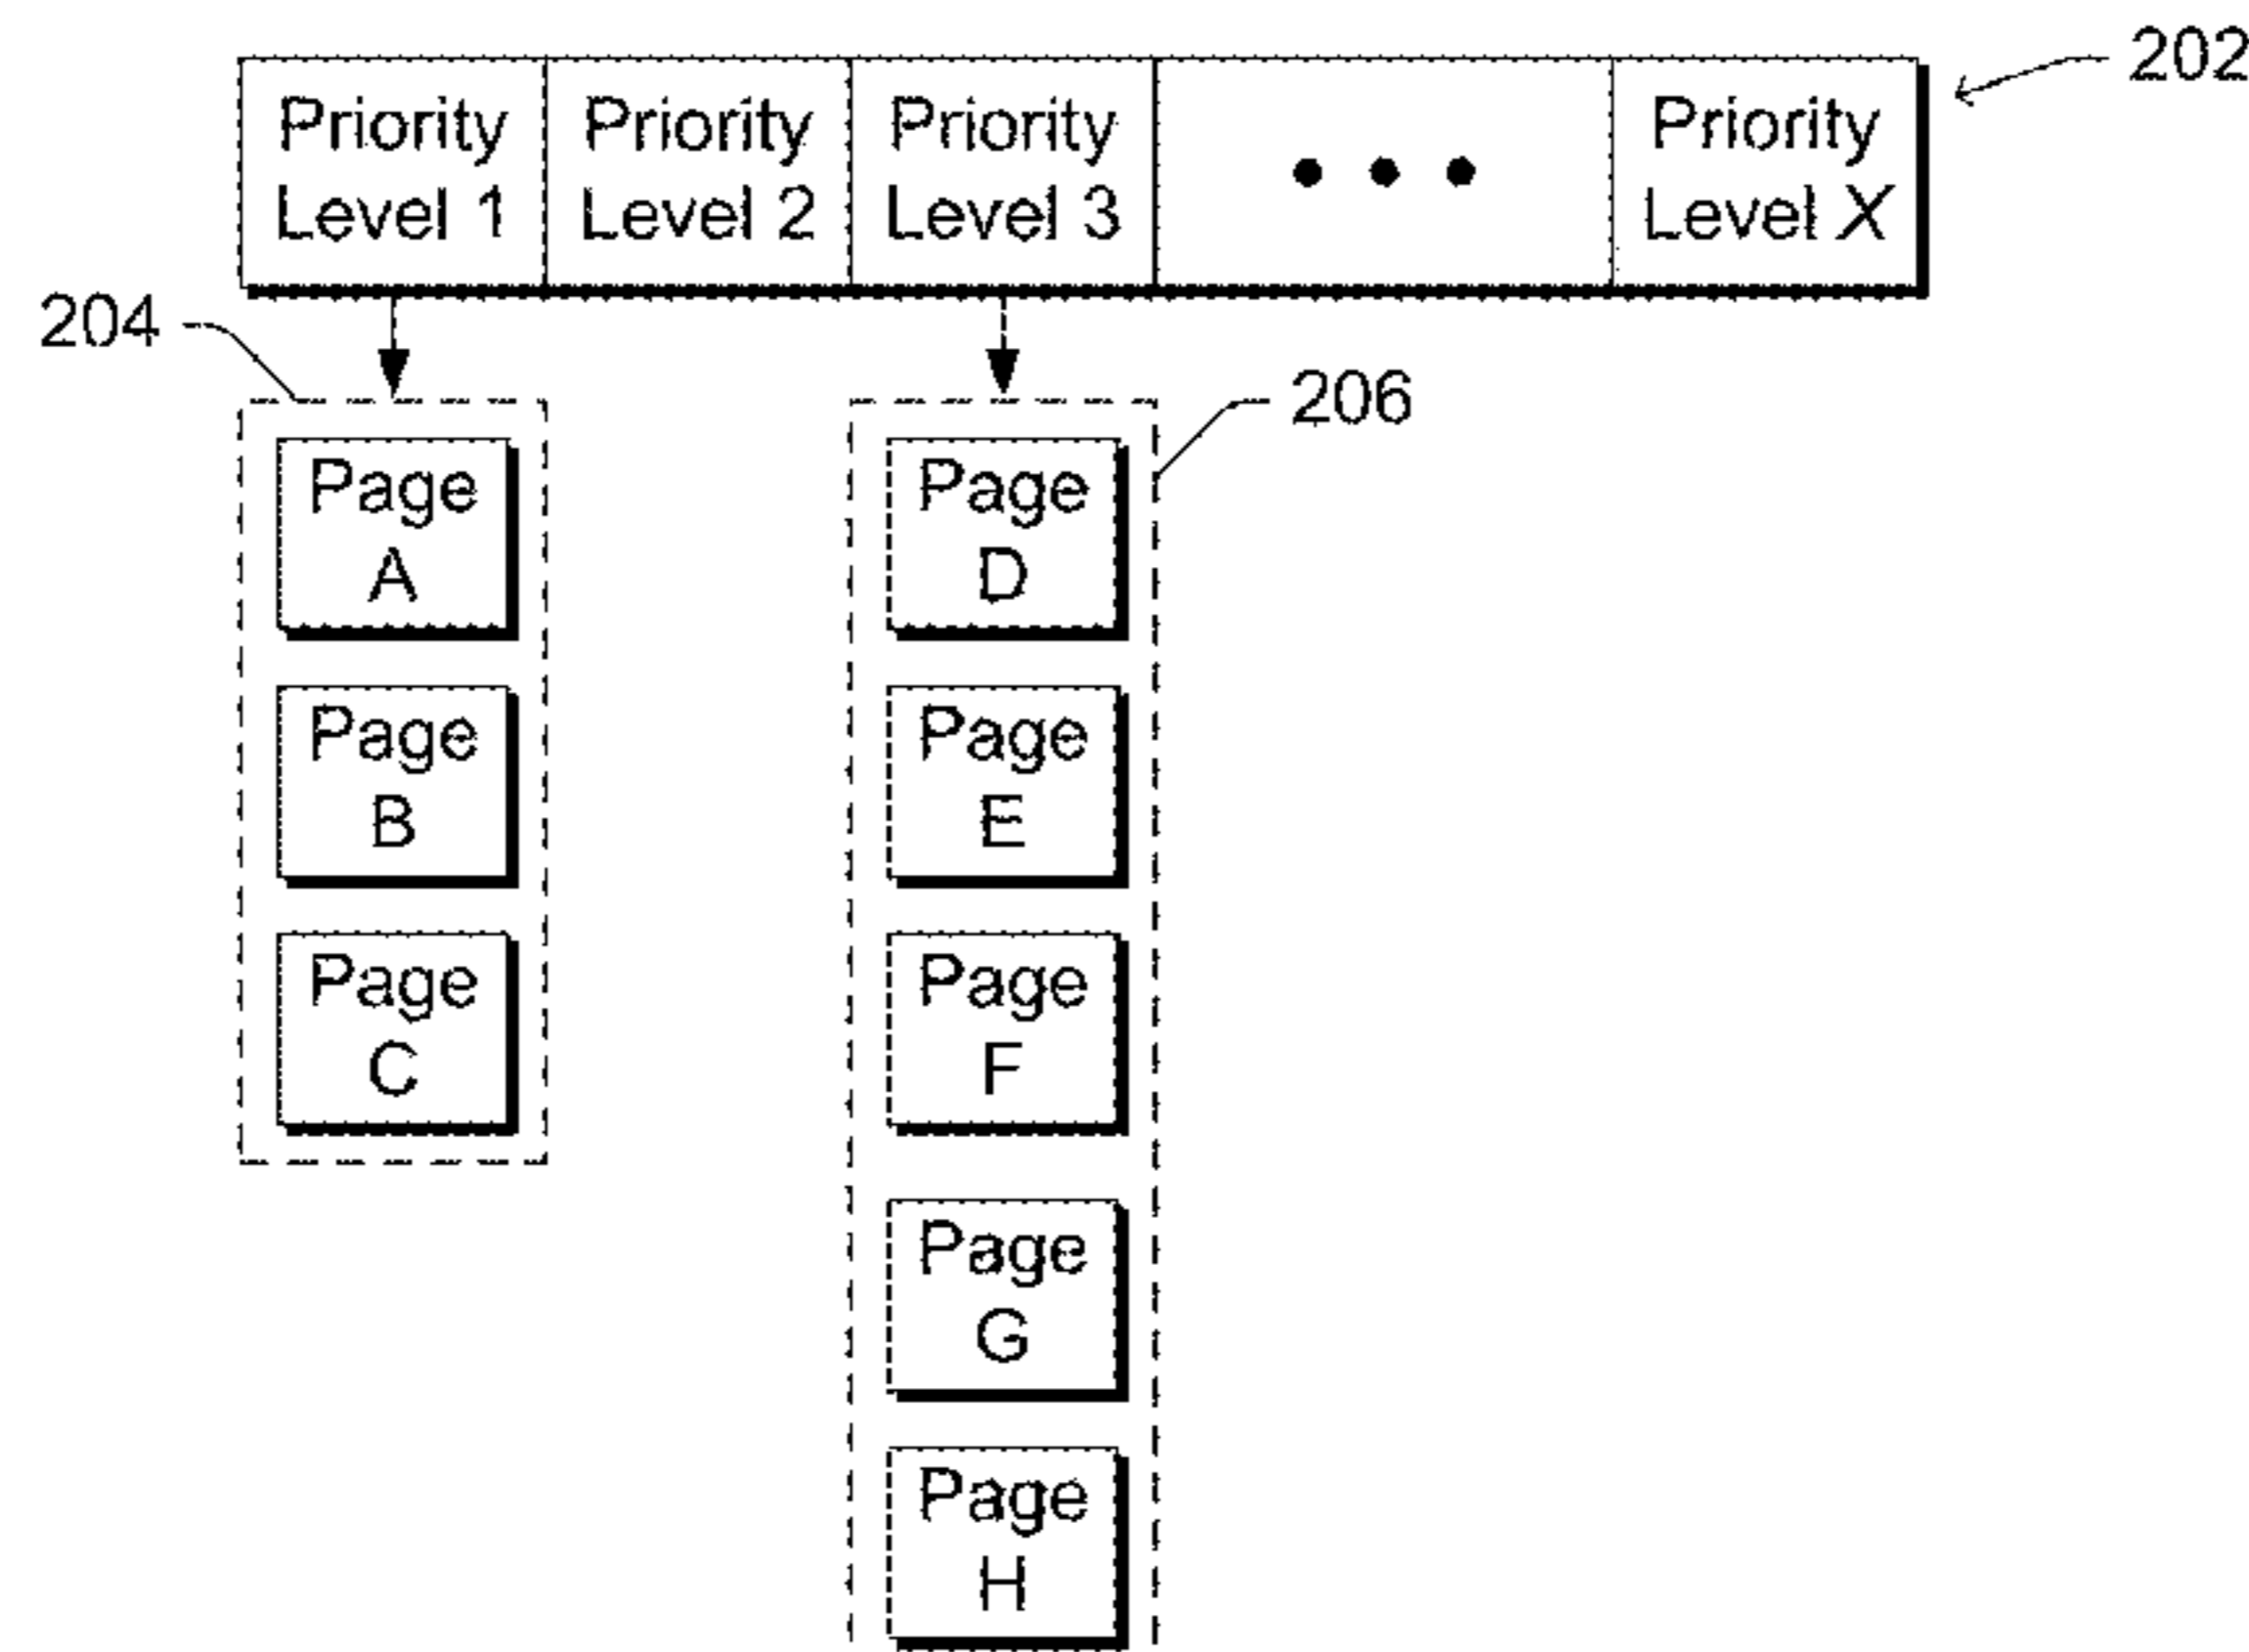 202
Priority Level 1
Priority Level 2
Priority Level 3
• • •
Priority Level X
204
206
Page A
Page B
Page C
Page D
Page E
Page F
Page G
Page H